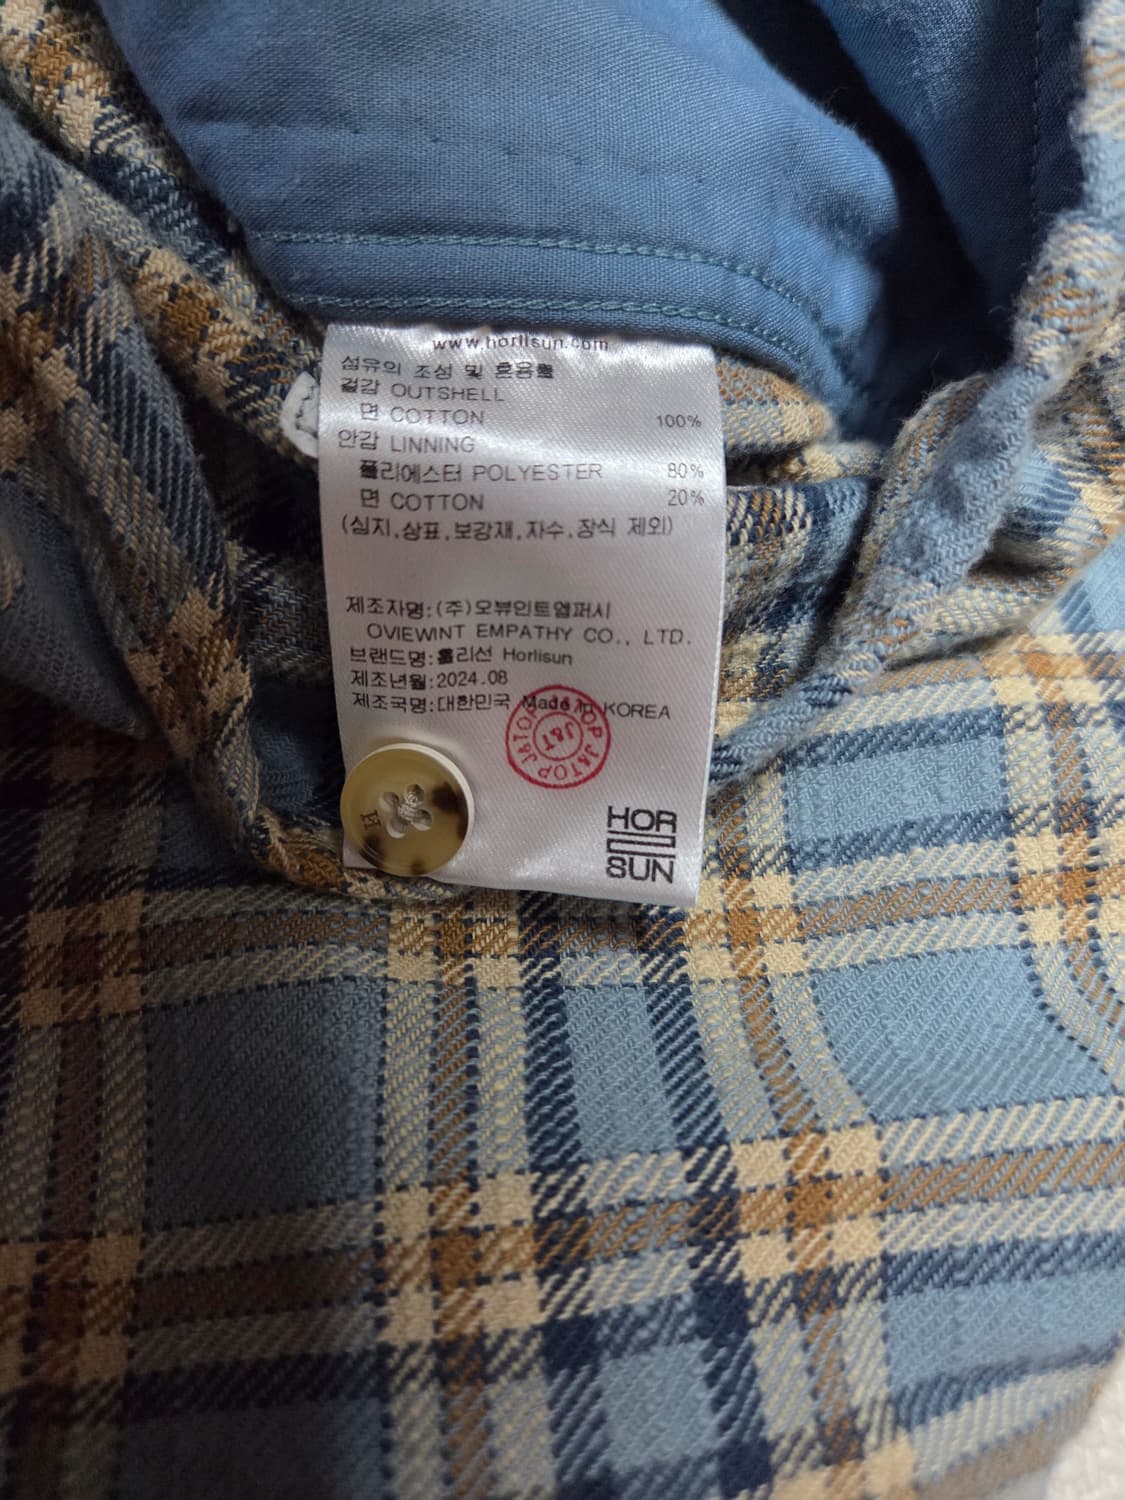 www.horlisun.com
섬유의 조성 및 혼용률
겉감 OUTSHELL
면 COTTON 100%
안감 LINNING
폴리에스터 POLYESTER 80%
면 COTTON 20%
(심지,상표,보강재,자수,장식 제외)
제조자명:(주)오뷰인트엠퍼시
OVIEWINT EMPATHY CO., LTD.
브랜드명:홀리선 Horlisun
제조년월:2024.08
제조국명:대한민국 Made in KOREA
J&TOP J&TOP
J&T
HOR
SUN
H